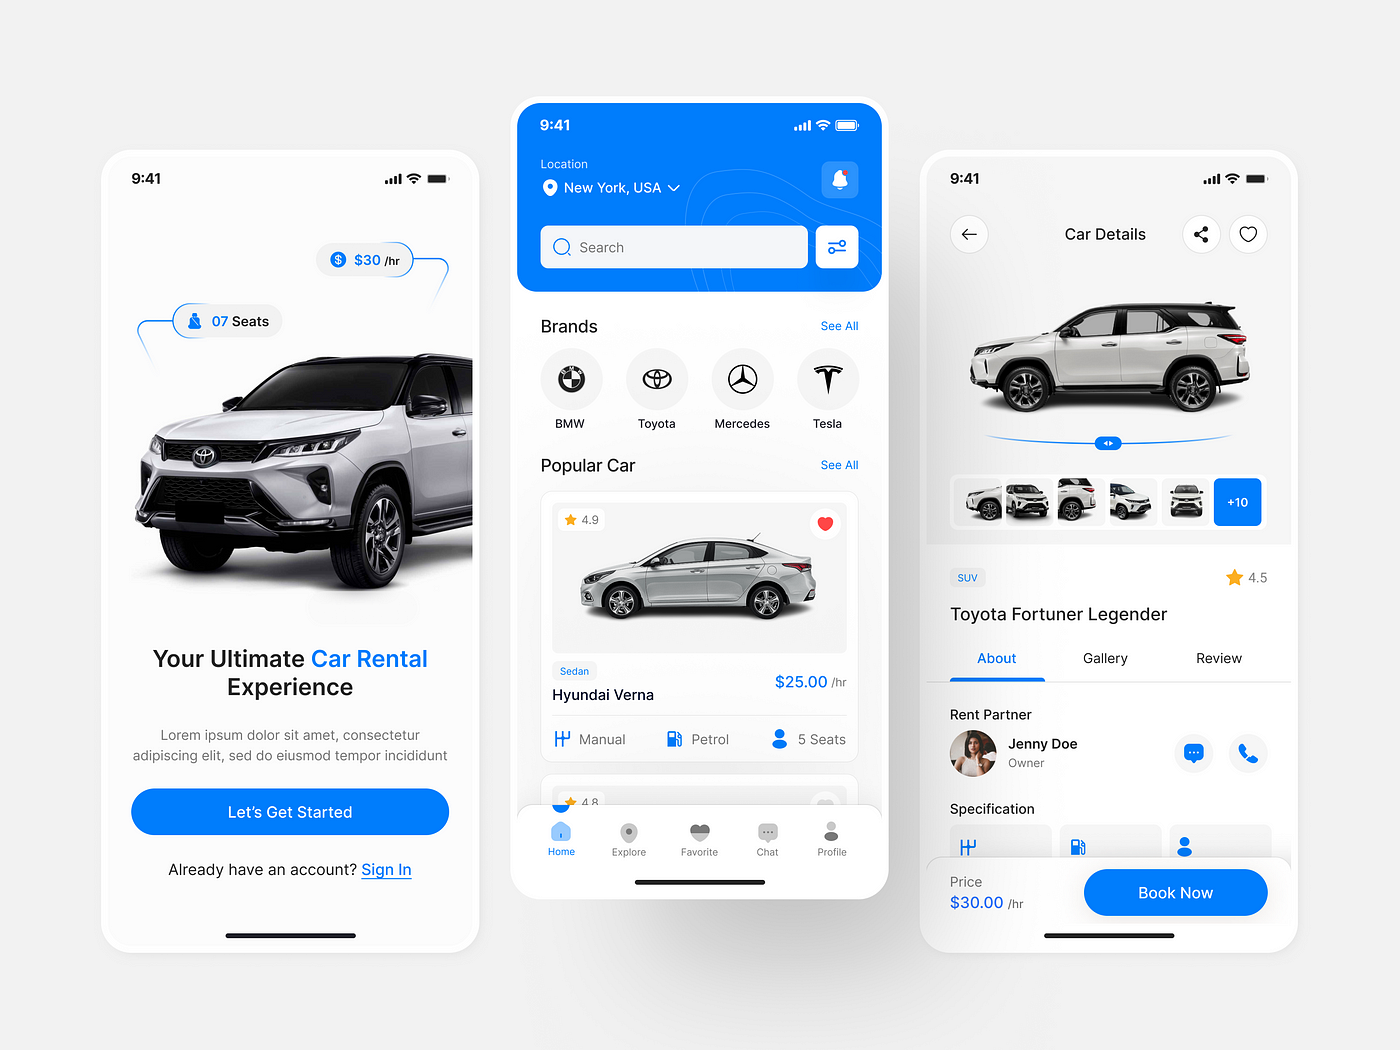 9:41
$30 /hr
07 Seats
Your Ultimate Car Rental
Experience
Lorem ipsum dolor sit amet, consectetur
adipiscing elit, sed do eiusmod tempor incididunt
Let's Get Started
Already have an account? Sign In
9:41
Location
New York, USA
Search
Brands
See All
BMW
Toyota
Mercedes
Tesla
Popular Car
See All
4.9
Sedan
Hyundai Verna
$25.00 /hr
Manual
Petrol
5 Seats
4.8
Home
Explore
Favorite
Chat
Profile
9:41
Car Details
+10
SUV
4.5
Toyota Fortuner Legender
About
Gallery
Review
Rent Partner
Jenny Doe
Owner
Specification
Price
$30.00 /hr
Book Now